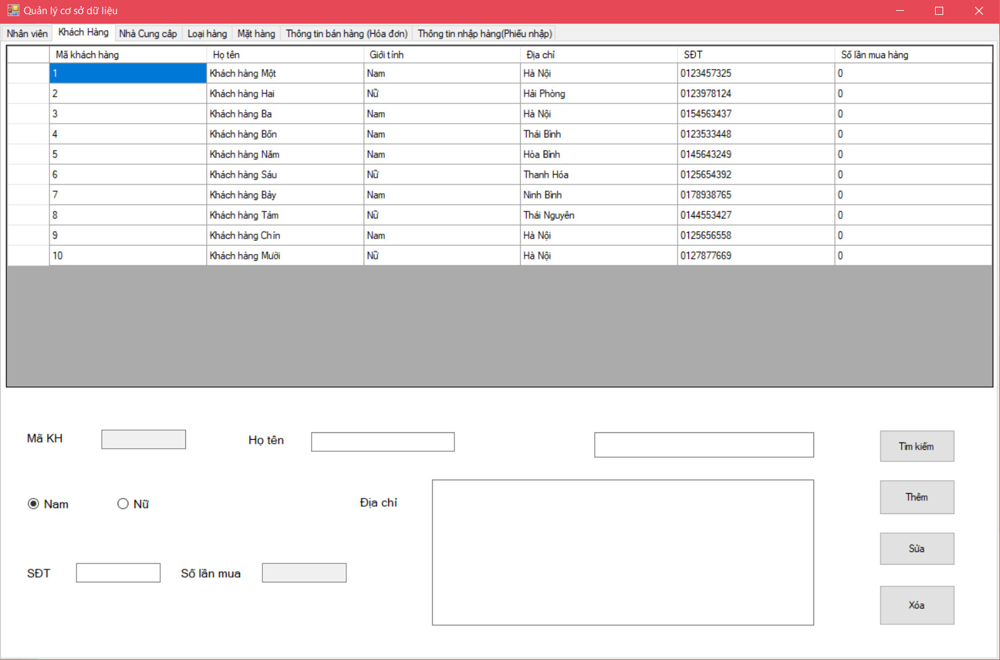 Quản lý cơ sở dữ liệu
Nhân viên Khách Hàng Nhà Cung cấp Loại hàng Mặt hàng Thông tin bán hàng (Hóa đơn) Thông tin nhập hàng(Phiếu nhập)
Mã khách hàng Họ tên Giới tính Địa chỉ SĐT Số lần mua hàng
1 Khách hàng Một Nam Hà Nội 0123457325 0
2 Khách hàng Hai Nữ Hải Phòng 0123978124 0
3 Khách hàng Ba Nam Hà Nội 0154563437 0
4 Khách hàng Bốn Nam Thái Bình 0123533448 0
5 Khách hàng Năm Nam Hòa Bình 0145643249 0
6 Khách hàng Sáu Nữ Thanh Hóa 0125654392 0
7 Khách hàng Bảy Nam Ninh Bình 0178938765 0
8 Khách hàng Tám Nữ Thái Nguyên 0144553427 0
9 Khách hàng Chín Nam Hà Nội 0125656558 0
10 Khách hàng Mười Nữ Hà Nội 0127877669 0
Mã KH Họ tên Tìm kiếm
Nam Nữ Địa chỉ Thêm
Sửa
SĐT Số lần mua
Xóa